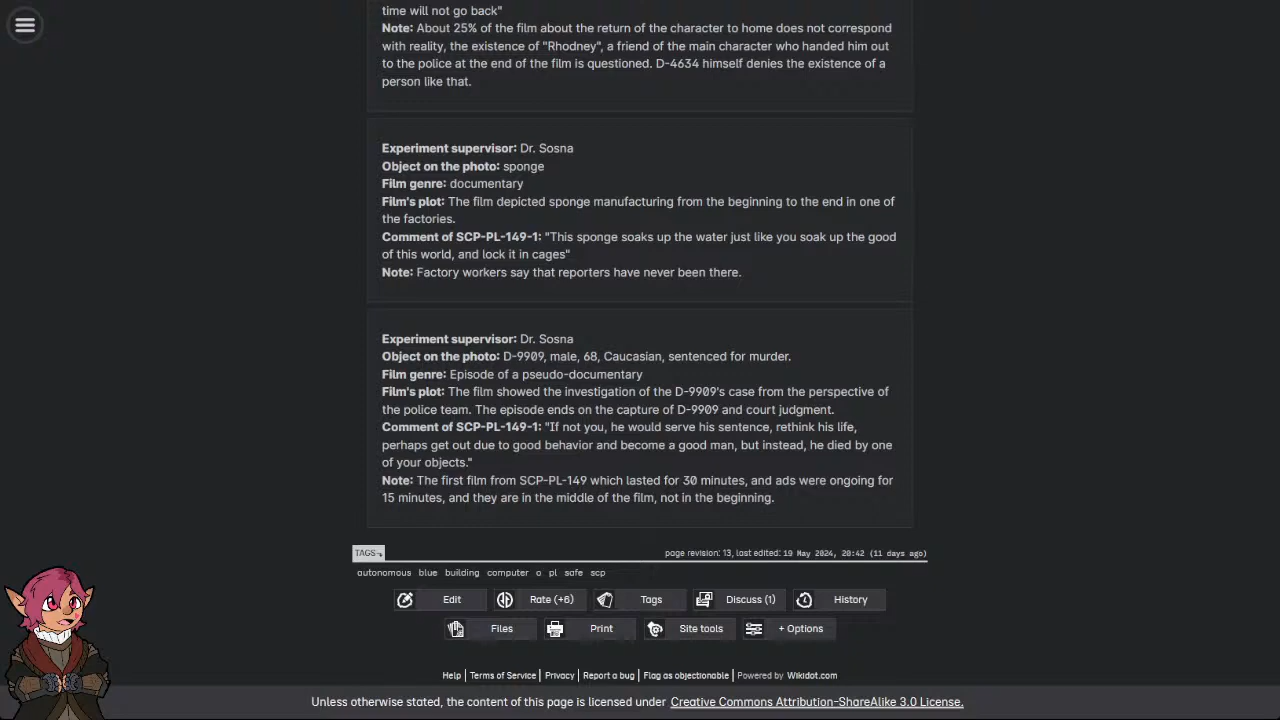 time will not go back"
Note: About 25% of the film about the return of the character to home does not correspond
with reality, the existence of "Rhodney", a friend of the main character who handed him out
to the police at the end of the film is questioned. D-4634 himself denies the existence of a
person like that.
Experiment supervisor: Dr. Sosna
Object on the photo: sponge
Film genre: documentary
Film's plot: The film depicted sponge manufacturing from the beginning to the end in one of
the factories.
Comment of SCP-PL-149-1: "This sponge soaks up the water just like you soak up the good
of this world, and lock it in cages"
Note: Factory workers say that reporters have never been there.
Experiment supervisor: Dr. Sosna
Object on the photo: D-9909, male, 68, Caucasian, sentenced for murder.
Film genre: Episode of a pseudo-documentary
Film's plot: The film showed the investigation of the D-9909's case from the perspective of
the police team. The episode ends on the capture of D-9909 and court judgment.
Comment of SCP-PL-149-1: "If not you, he would serve his sentence, rethink his life,
perhaps get out due to good behavior and become a good man, but instead, he died by one
of your objects."
Note: The first film from SCP-PL-149 which lasted for 30 minutes, and ads were ongoing for
15 minutes, and they are in the middle of the film, not in the beginning.
TAGS page revision: 13, last edited: 19 May 2024, 20:42 (11 days ago)
autonomous blue building computer o pl safe scp
Edit Rate (+6) Tags Discuss (1) History
Files Print Site tools + Options
Help | Terms of Service | Privacy | Report a bug | Flag as objectionable | Powered by Wikidot.com
Unless otherwise stated, the content of this page is licensed under Creative Commons Attribution-ShareAlike 3.0 License.